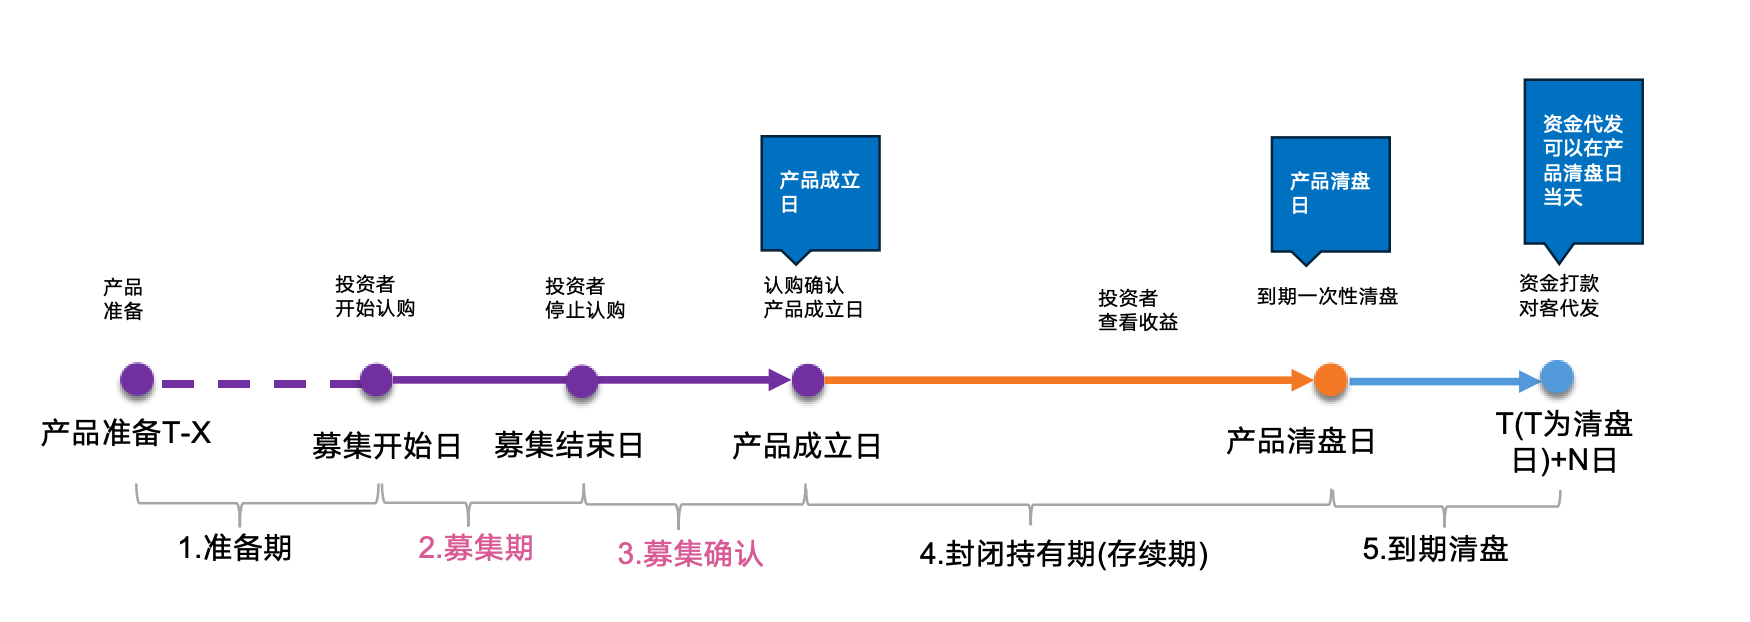 产品成立
日
产品清盘
日
资金代发
可以在产
品清盘日
当天
产品
准备
投资者
开始认购
投资者
停止认购
认购确认
产品成立日
投资者
查看收益
到期一次性清盘
资金打款
对客代发
产品准备T-X
募集开始日
募集结束日
产品成立日
产品清盘日
T(T为清盘
日)+N日
1.准备期
2.募集期
3.募集确认
4.封闭持有期(存续期)
5.到期清盘